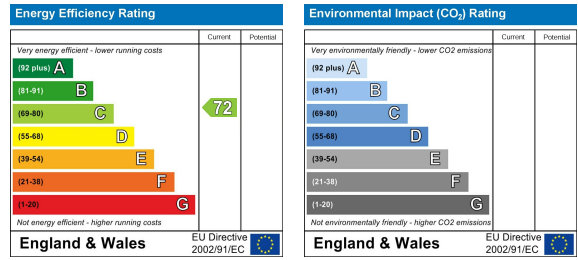 Energy Efficiency Rating
Current Potential
Very energy efficient - lower running costs
(92 plus) A
(81-91) B
(69-80) C
72
(55-68) D
(39-54) E
(21-38) F
(1-20) G
Not energy efficient - higher running costs
England & Wales
EU Directive
2002/91/EC
Environmental Impact (CO₂) Rating
Current Potential
Very environmentally friendly - lower CO2 emissions
(92 plus) A
(81-91) B
(69-80) C
(55-68) D
(39-54) E
(21-38) F
(1-20) G
Not environmentally friendly - higher CO2 emissions
England & Wales
EU Directive
2002/91/EC